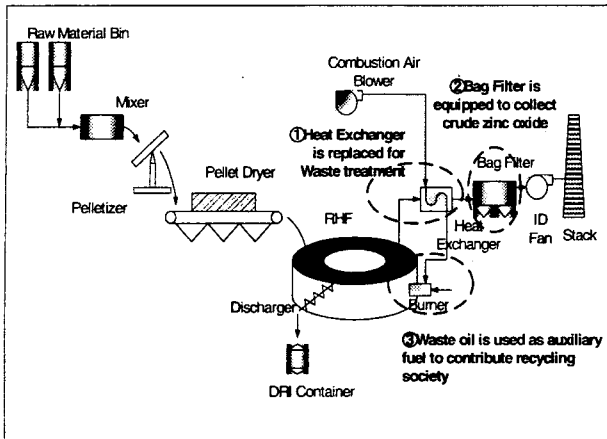 Raw Material Bin
Mixer
Pelletizer
Pellet Dryer
Combustion Air
Blower
①Heat Exchanger
is replaced for
Waste treatment
②Bag Filter is
equipped to collect
crude zinc oxide
Bag Filter
Heat
Exchanger
ID
Fan
Stack
RHF
Discharger
Burner
DRI Container
③Waste oil is used as auxiliary
fuel to contribute recycling
society